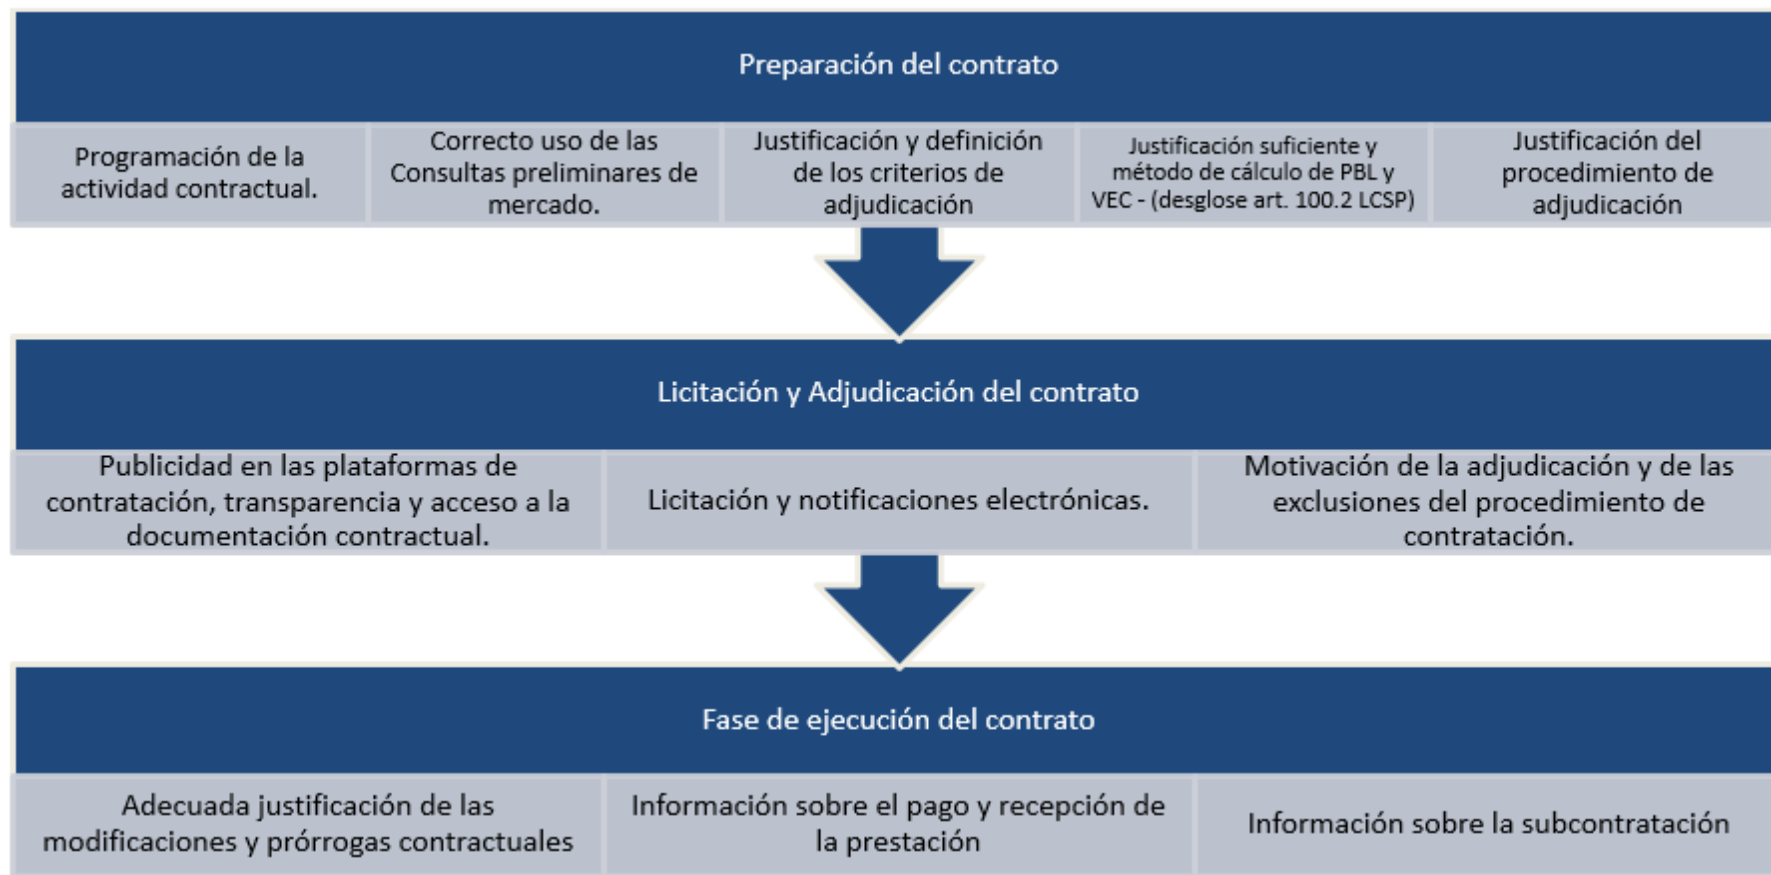 Preparación del contrato
Programación de la
actividad contractual.
Correcto uso de las
Consultas preliminares de
mercado.
Justificación y definición
de los criterios de
adjudicación
Justificación suficiente y
método de cálculo de PBL y
VEC - (desglose art. 100.2 LCSP)
Justificación del
procedimiento de
adjudicación
Licitación y Adjudicación del contrato
Publicidad en las plataformas de
contratación, transparencia y acceso a la
documentación contractual.
Licitación y notificaciones electrónicas.
Motivación de la adjudicación y de las
exclusiones del procedimiento de
contratación.
Fase de ejecución del contrato
Adecuada justificación de las
modificaciones y prórrogas contractuales
Información sobre el pago y recepción de
la prestación
Información sobre la subcontratación